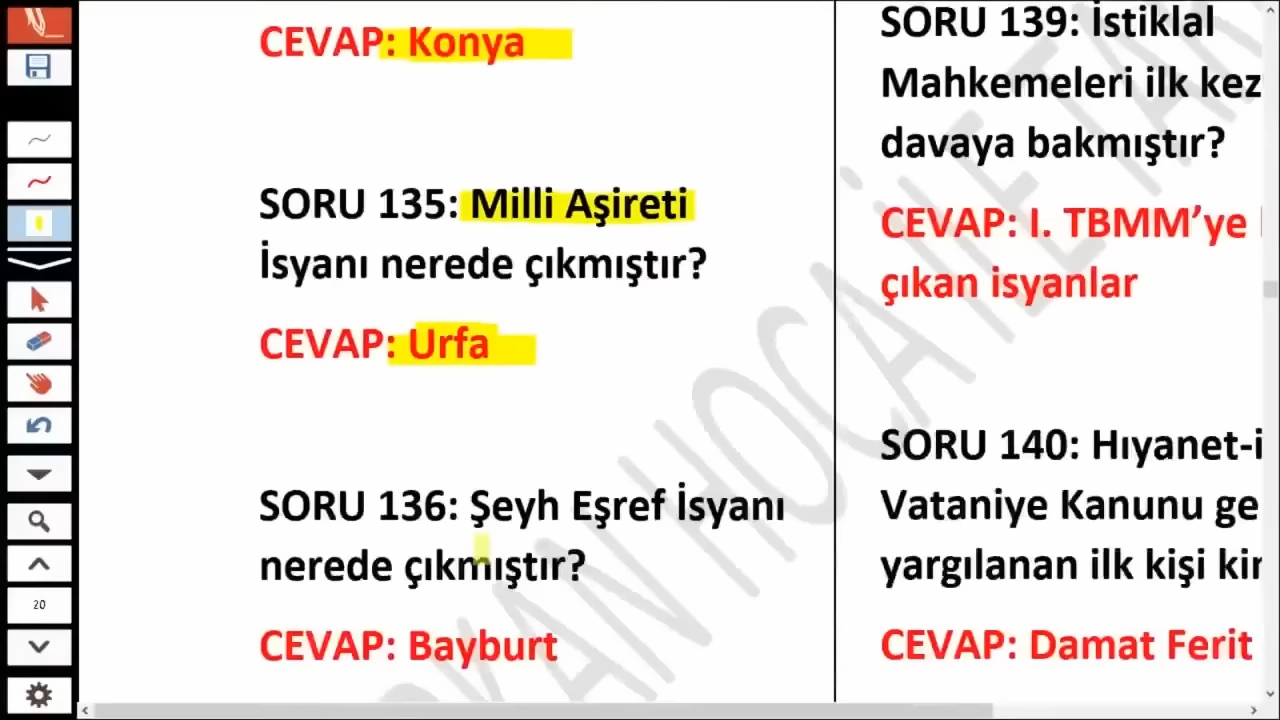 CEVAP: Konya
SORU 135: Milli Aşireti
İsyanı nerede çıkmıştır?
CEVAP: Urfa
SORU 136: Şeyh Eşref İsyanı
nerede çıkmıştır?
CEVAP: Bayburt
SORU 139: İstiklal
Mahkemeleri ilk kez
davaya bakmıştır?
CEVAP: I. TBMM’ye
çıkan isyanlar
SORU 140: Hıyanet-i
Vataniye Kanunu ge
yargılanan ilk kişi
CEVAP: Damat Ferit
HOCA İLE
20